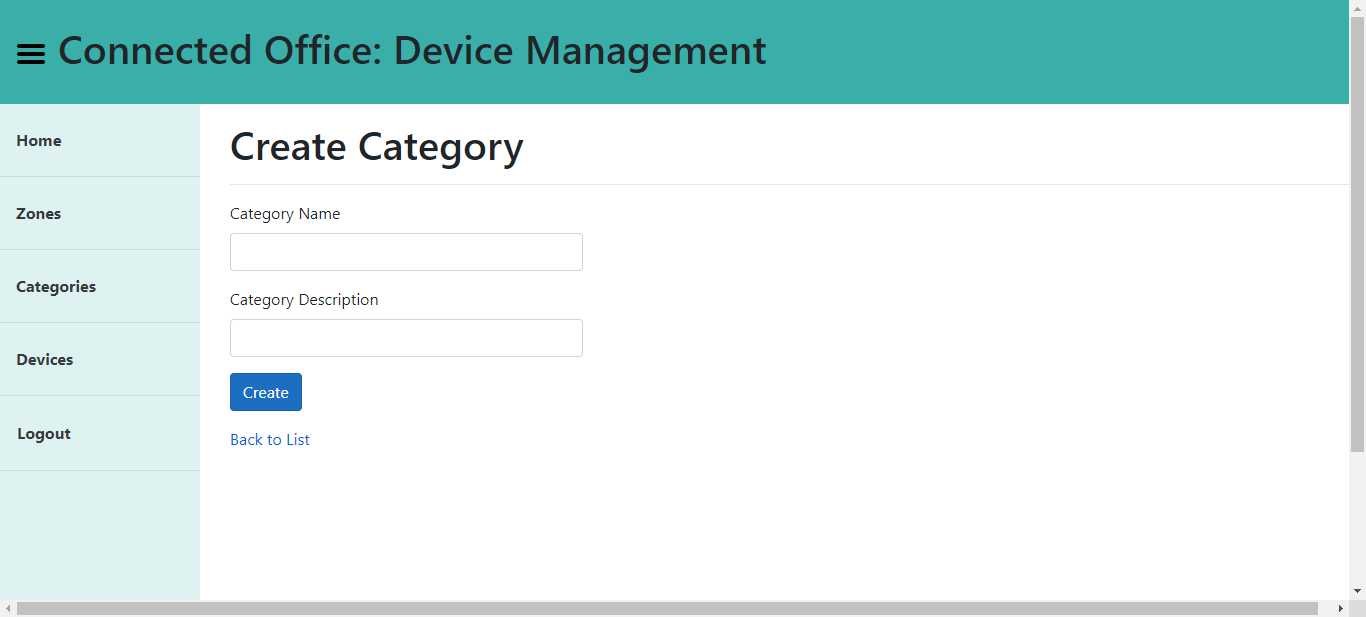 Connected Office: Device Management
Home
Zones
Categories
Devices
Logout
Create Category
Category Name
Category Description
Create
Back to List